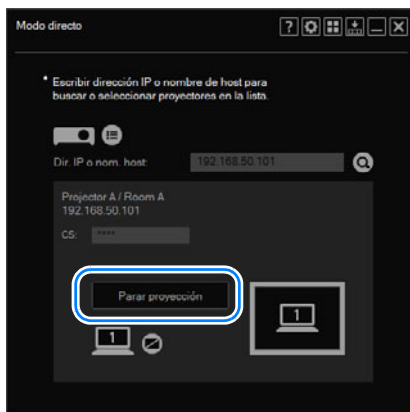 Modo directo
* Escribir dirección IP o nombre de host para
buscar o seleccionar proyectores en la lista.
Dir. IP o nom. host: 192.168.50.101
Projector A / Room A
192.168.50.101
CS: ****
Parar proyección
1
1